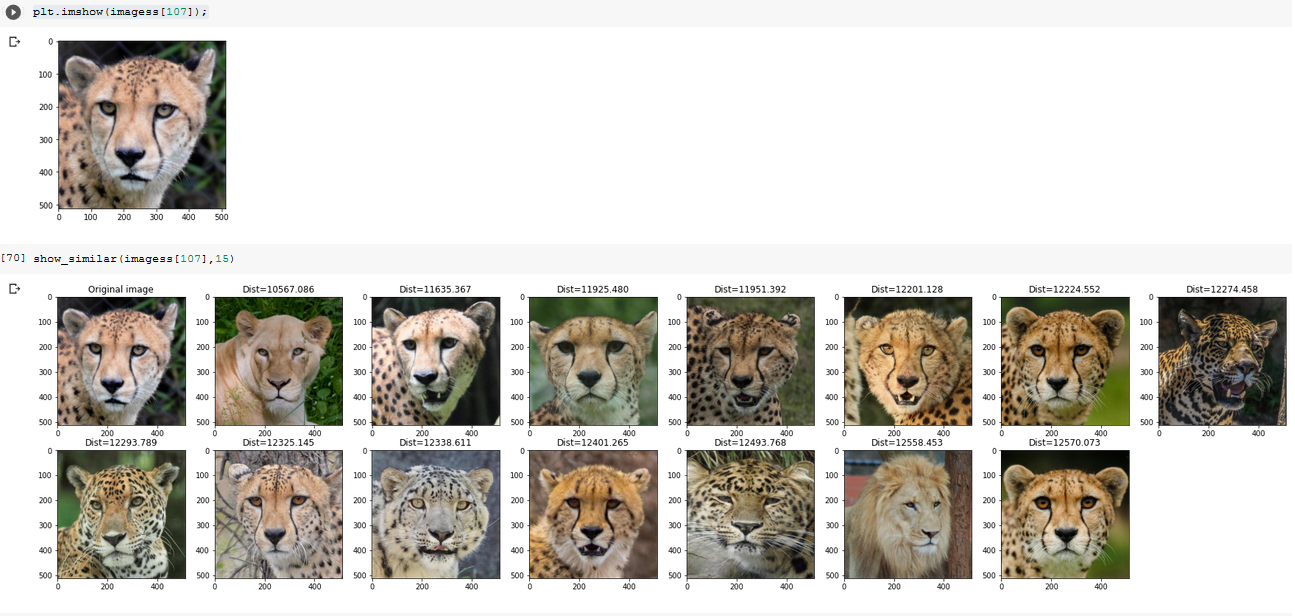 plt.imshow(imagess[107]);
0
100
200
300
400
500
0 100 200 300 400 500
[70] show_similar(imagess[107],15)
Original image Dist=10567.086 Dist=11635.367 Dist=11925.480 Dist=11951.392 Dist=12201.128 Dist=12224.552 Dist=12274.458
0 0 0 0 0 0 0 0
100 100 100 100 100 100 100 100
200 200 200 200 200 200 200 200
300 300 300 300 300 300 300 300
400 400 400 400 400 400 400 400
500 500 500 500 500 500 500 500
0 200 400 0 200 400 0 200 400 0 200 400 0 200 400 0 200 400 0 200 400 0 200 400
Dist=12293.789 Dist=12325.145 Dist=12338.611 Dist=12401.265 Dist=12493.768 Dist=12558.453 Dist=12570.073
0 0 0 0 0 0 0
100 100 100 100 100 100 100
200 200 200 200 200 200 200
300 300 300 300 300 300 300
400 400 400 400 400 400 400
500 500 500 500 500 500 500
0 200 400 0 200 400 0 200 400 0 200 400 0 200 400 0 200 400 0 200 400